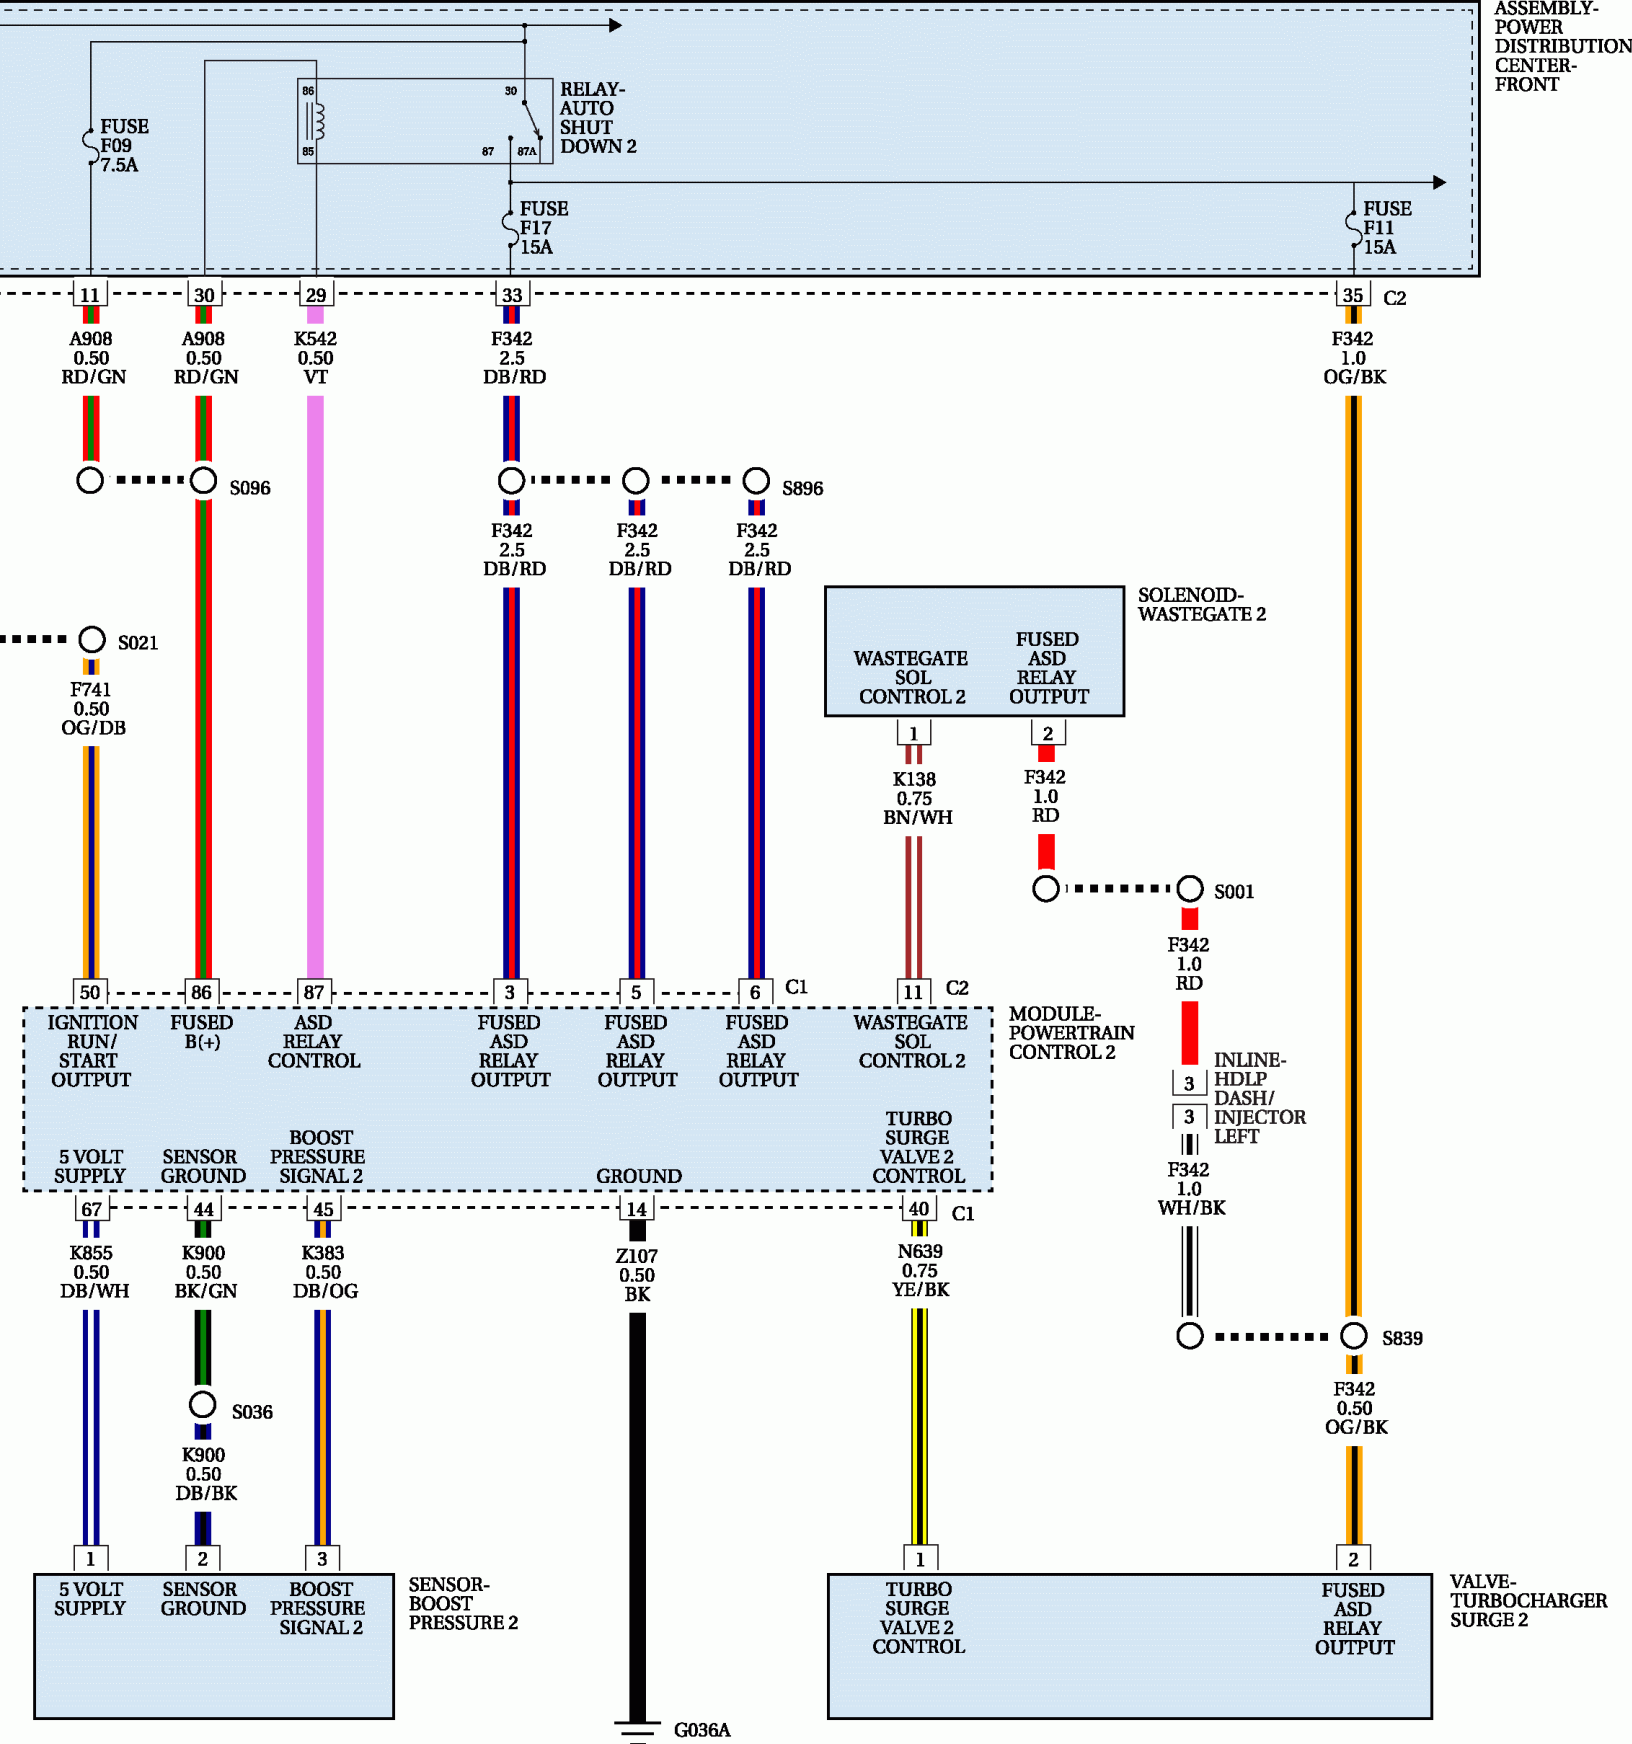 ASSEMBLY-
POWER
DISTRIBUTION
CENTER-
FRONT
86
30
85
87
87A
RELAY-
AUTO
SHUT
DOWN 2
FUSE
F09
7.5A
FUSE
F17
15A
FUSE
F11
15A
11
30
29
33
35
C2
A908
0.50
RD/GN
A908
0.50
RD/GN
K542
0.50
VT
F342
2.5
DB/RD
F342
1.0
OG/BK
S096
S896
F342
2.5
DB/RD
F342
2.5
DB/RD
F342
2.5
DB/RD
S021
F741
0.50
OG/DB
SOLENOID-
WASTEGATE 2
WASTEGATE
SOL
CONTROL 2
FUSED
ASD
RELAY
OUTPUT
1
2
K138
0.75
BN/WH
F342
1.0
RD
S001
F342
1.0
RD
50
86
87
3
5
6
C1
11
C2
IGNITION
RUN/
START
OUTPUT
FUSED
B(+)
ASD
RELAY
CONTROL
FUSED
ASD
RELAY
OUTPUT
FUSED
ASD
RELAY
OUTPUT
FUSED
ASD
RELAY
OUTPUT
WASTEGATE
SOL
CONTROL 2
MODULE-
POWERTRAIN
CONTROL 2
3
3
INLINE-
HDLP
DASH/
INJECTOR
LEFT
5 VOLT
SUPPLY
SENSOR
GROUND
BOOST
PRESSURE
SIGNAL 2
GROUND
TURBO
SURGE
VALVE 2
CONTROL
F342
1.0
WH/BK
67
44
45
14
40
C1
K855
0.50
DB/WH
K900
0.50
BK/GN
K383
0.50
DB/OG
Z107
0.50
BK
N639
0.75
YE/BK
S839
F342
0.50
OG/BK
S036
K900
0.50
DB/BK
1
2
3
1
2
5 VOLT
SUPPLY
SENSOR
GROUND
BOOST
PRESSURE
SIGNAL 2
SENSOR-
BOOST
PRESSURE 2
TURBO
SURGE
VALVE 2
CONTROL
FUSED
ASD
RELAY
OUTPUT
VALVE-
TURBOCHARGER
SURGE 2
G036A